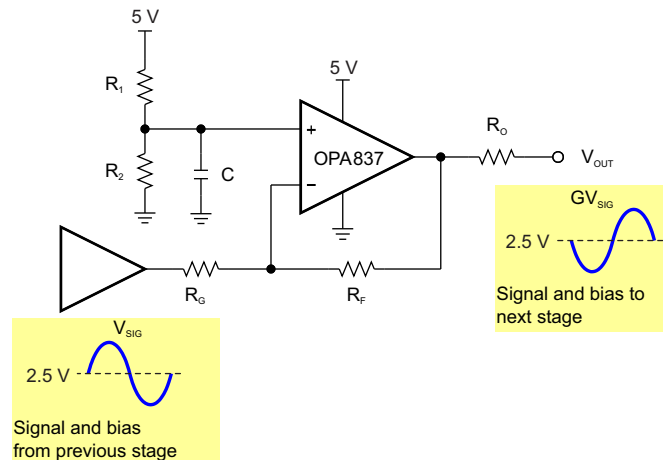 5 V
5 V
R1
R2
C
+
−
OPA837
RO
VOUT
RG
RF
GVSIG
2.5 V
Signal and bias to
next stage
VSIG
2.5 V
Signal and bias
from previous stage